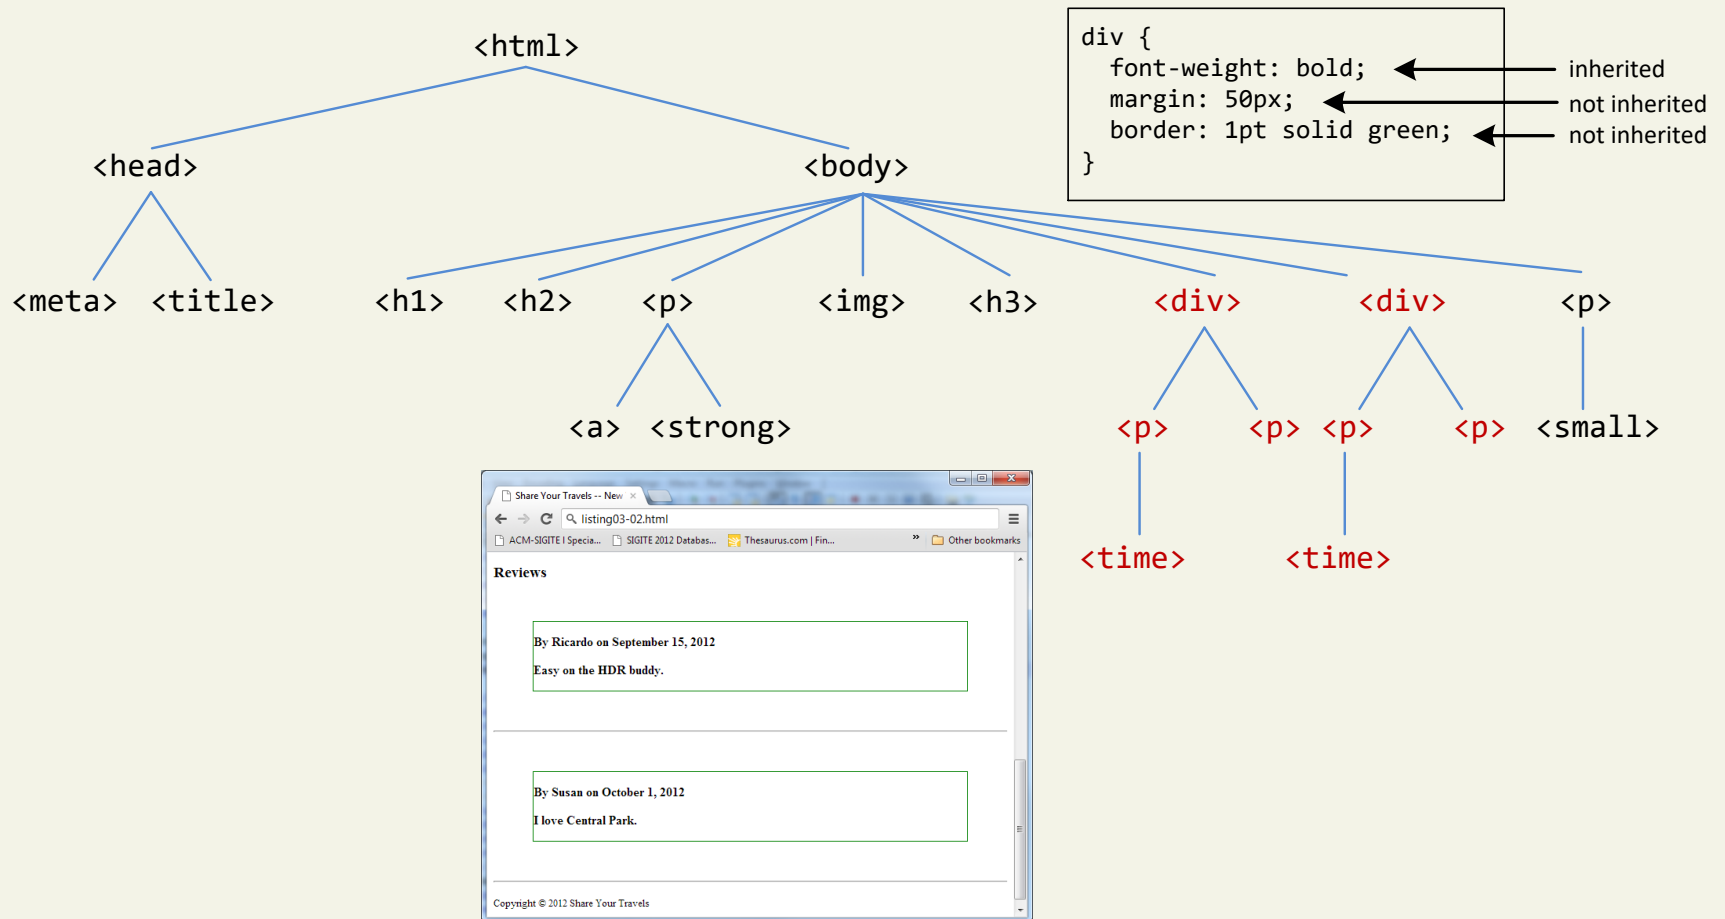 <html>
div {
font-weight: bold;
inherited
margin: 50px;
not inherited
border: 1pt solid green;
not inherited
}
<head> <body>
<meta> <title> <h1> <h2> <p> <img> <h3> <div> <div> <p>
<a> <strong> <p> <p> <p> <p> <small>
<time> <time>
Share Your Travels -- New
listing03-02.html
ACM-SIGITE | Specia... SIGITE 2012 Databas... Thesaurus.com | Fin... » Other bookmarks
Reviews
By Ricardo on September 15, 2012
Easy on the HDR buddy.
By Susan on October 1, 2012
I love Central Park.
Copyright © 2012 Share Your Travels